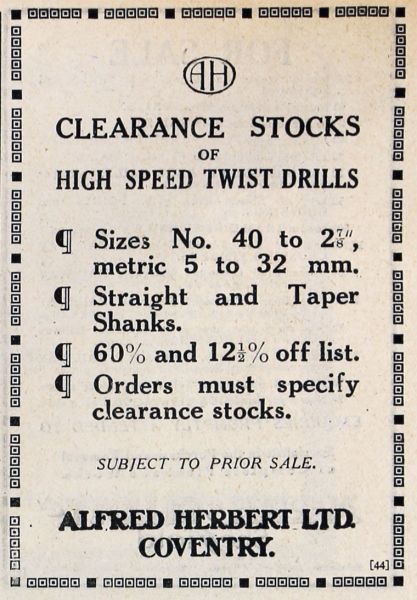 AH
CLEARANCE STOCKS
OF
HIGH SPEED TWIST DRILLS
¶ Sizes No. 40 to 2⅞",
metric 5 to 32 mm.
¶ Straight and Taper
Shanks.
¶ 60% and 12½% off list.
¶ Orders must specify
clearance stocks.
SUBJECT TO PRIOR SALE.
ALFRED HERBERT LTD.
COVENTRY.
[44]